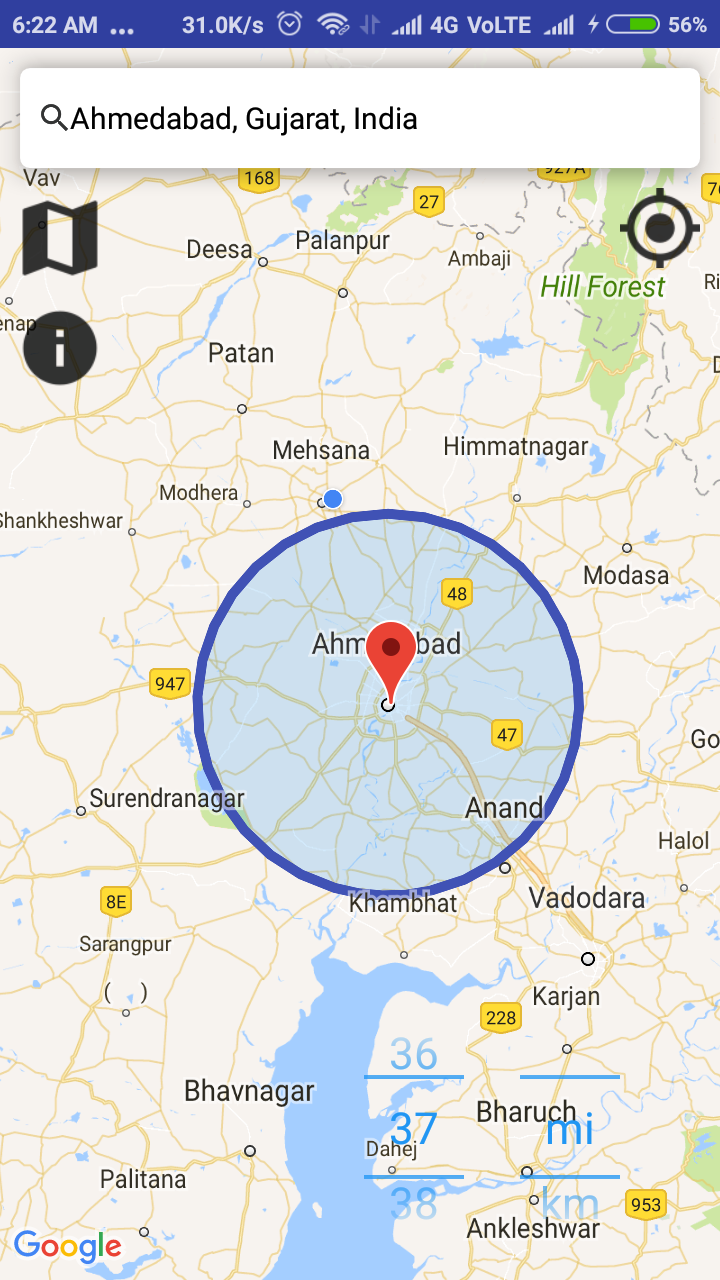 6:22 AM ... 31.0K/s 4G VoLTE 56%
Ahmedabad, Gujarat, India
Vav
168
927A
27
Deesa
Palanpur
Ambaji
Hill Forest
Patan
Mehsana
Himmatnagar
Modhera
Shankheshwar
Modasa
48
947
47
Surendranagar
Anand
Halol
8E
Khambhat
Vadodara
Sarangpur
( )
Karjan
228
36
Bhavnagar
37
Bharuch
mi
Dahej
Palitana
38
km
953
Ankleshwar
Google